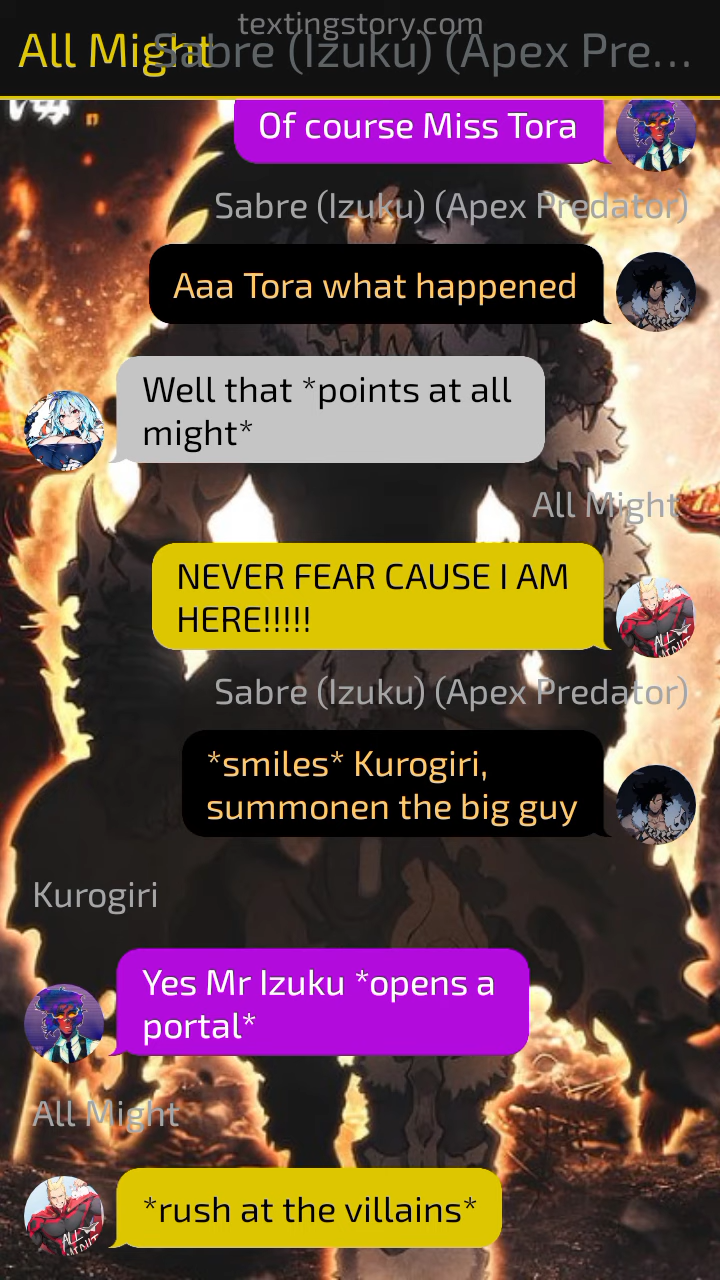 textingstory.com
All Might
Sabre (Izuku) (Apex Pre...
Of course Miss Tora
Sabre (Izuku) (Apex Predator)
Aaa Tora what happened
Well that *points at all
might*
All Might
NEVER FEAR CAUSE I AM
HERE!!!!!
Sabre (Izuku) (Apex Predator)
*smiles* Kurogiri,
summonen the big guy
Kurogiri
Yes Mr Izuku *opens a
portal*
All Might
*rush at the villains*